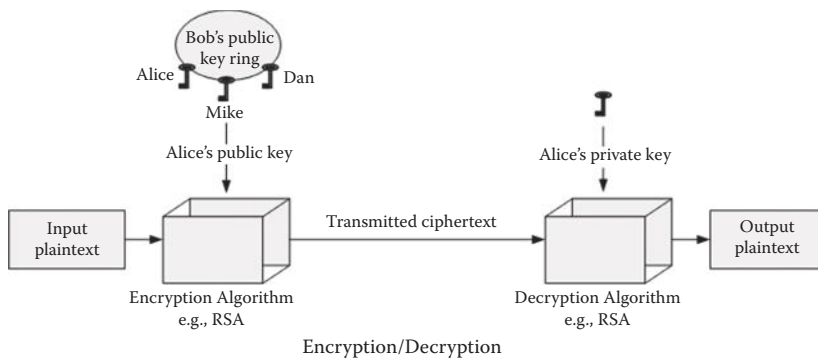 Bob's public
key ring
Alice
Dan
Mike
Alice's public key
Alice's private key
Input
plaintext
Transmitted ciphertext
Output
plaintext
Encryption Algorithm
e.g., RSA
Decryption Algorithm
e.g., RSA
Encryption/Decryption